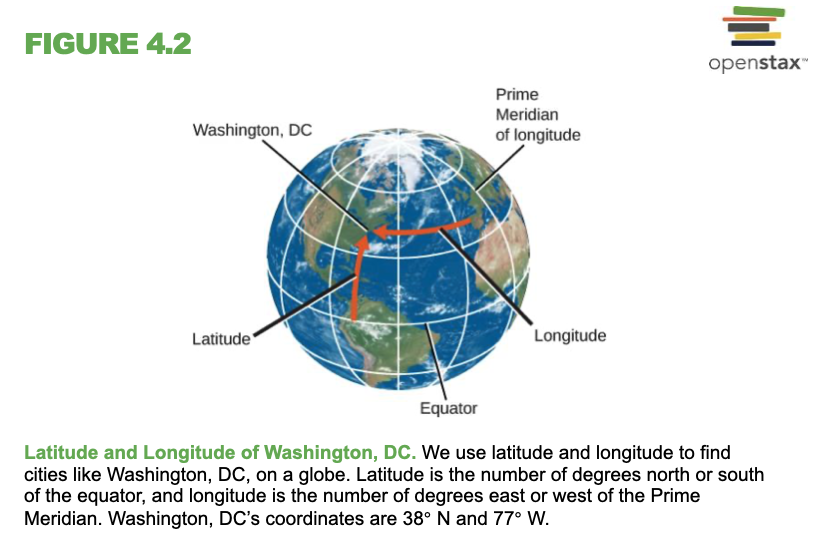 FIGURE 4.2
openstax™
Prime
Meridian
of longitude
Washington, DC
Latitude
Longitude
Equator
Latitude and Longitude of Washington, DC. We use latitude and longitude to find
cities like Washington, DC, on a globe. Latitude is the number of degrees north or south
of the equator, and longitude is the number of degrees east or west of the Prime
Meridian. Washington, DC’s coordinates are 38° N and 77° W.